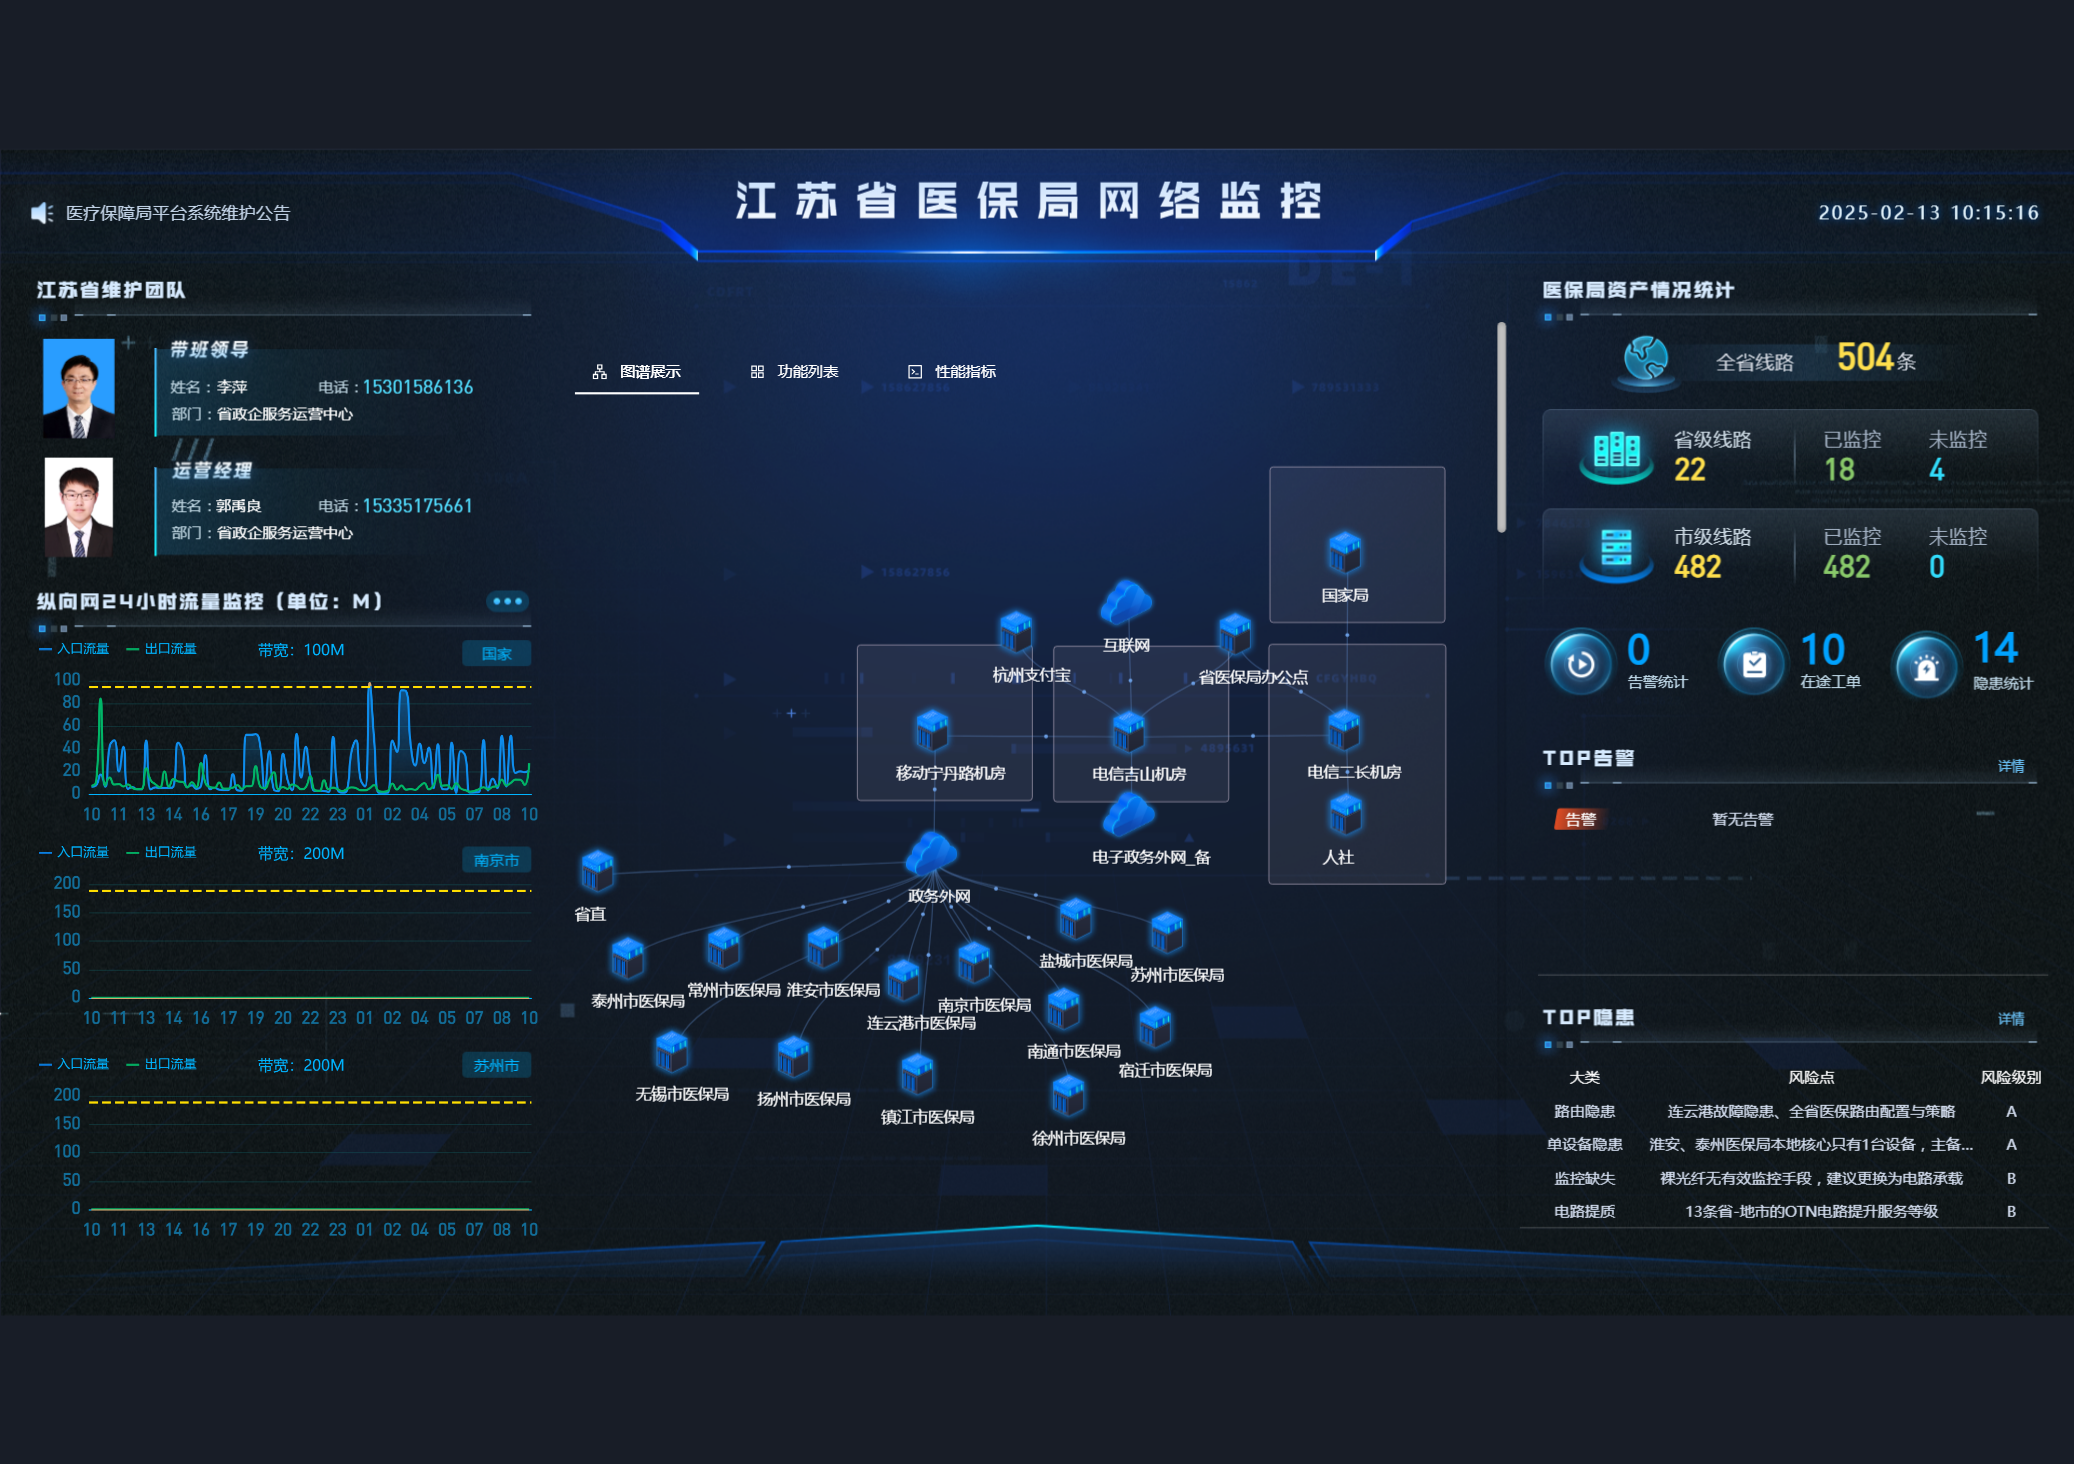 江苏省医保局网络监控
医疗保障局平台系统维护公告
2025-02-13 10:15:16
江苏省维护团队
带班领导
姓名：李萍 电话：15301586136
部门：省政企服务运营中心
运营经理
姓名：郭禹良 电话：15335175661
部门：省政企服务运营中心
纵向网24小时流量监控（单位：M）
入口流量 出口流量 带宽：100M 国家
100
80
60
40
20
0
10 11 13 14 16 17 19 20 22 23 01 02 04 05 07 08 10
入口流量 出口流量 带宽：200M 南京市
200
150
100
50
0
10 11 13 14 16 17 19 20 22 23 01 02 04 05 07 08 10
入口流量 出口流量 带宽：200M 苏州市
200
150
100
50
0
10 11 13 14 16 17 19 20 22 23 01 02 04 05 07 08 10
图谱展示 功能列表 性能指标
国家局
互联网
杭州支付宝
省医保局办公点
移动宁丹路机房
电信吉山机房
电信二长机房
电子政务外网_备
人社
政务外网
省直
盐城市医保局
苏州市医保局
泰州市医保局
常州市医保局
淮安市医保局
南京市医保局
连云港市医保局
南通市医保局
宿迁市医保局
无锡市医保局
扬州市医保局
镇江市医保局
徐州市医保局
医保局资产情况统计
全省线路 504条
省级线路 已监控 未监控
22 18 4
市级线路 已监控 未监控
482 482 0
0 告警统计
10 在途工单
14 隐患统计
TOP告警 详情
告警 暂无告警
TOP隐患 详情
大类 风险点 风险级别
路由隐患 连云港故障隐患、全省医保路由配置与策略 A
单设备隐患 淮安、泰州医保局本地核心只有1台设备，主备... A
监控缺失 裸光纤无有效监控手段，建议更换为电路承载 B
电路提质 13条省-地市的OTN电路提升服务等级 B